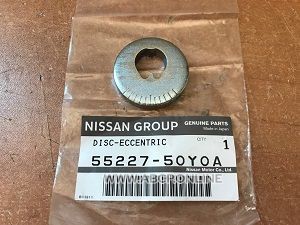 NISSAN GROUP
GENUINE PARTS
Made in Japan
DISC-ECCENTRIC
QTY
1
55227-50Y0A
Nissan Motor Co., Ltd.